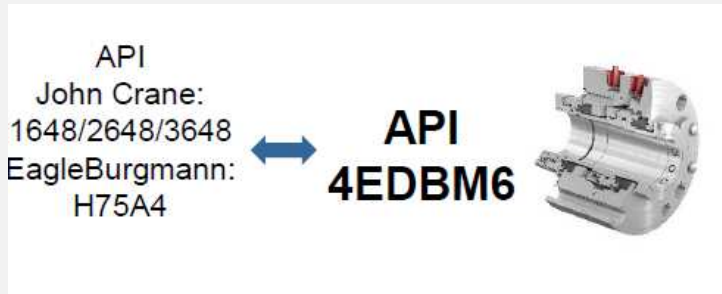 API
John Crane:
1648/2648/3648
EagleBurgmann:
H75A4
API
4EDBM6